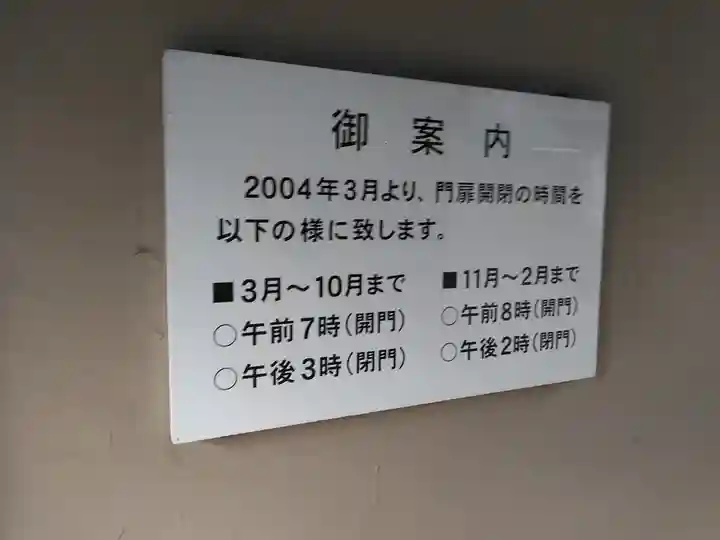 御案内
2004年3月より、門扉開閉の時間を
以下の様に致します。
■3月～10月まで
○午前7時(開門)
○午後3時(閉門)
■11月～2月まで
○午前8時(開門)
○午後2時(閉門)